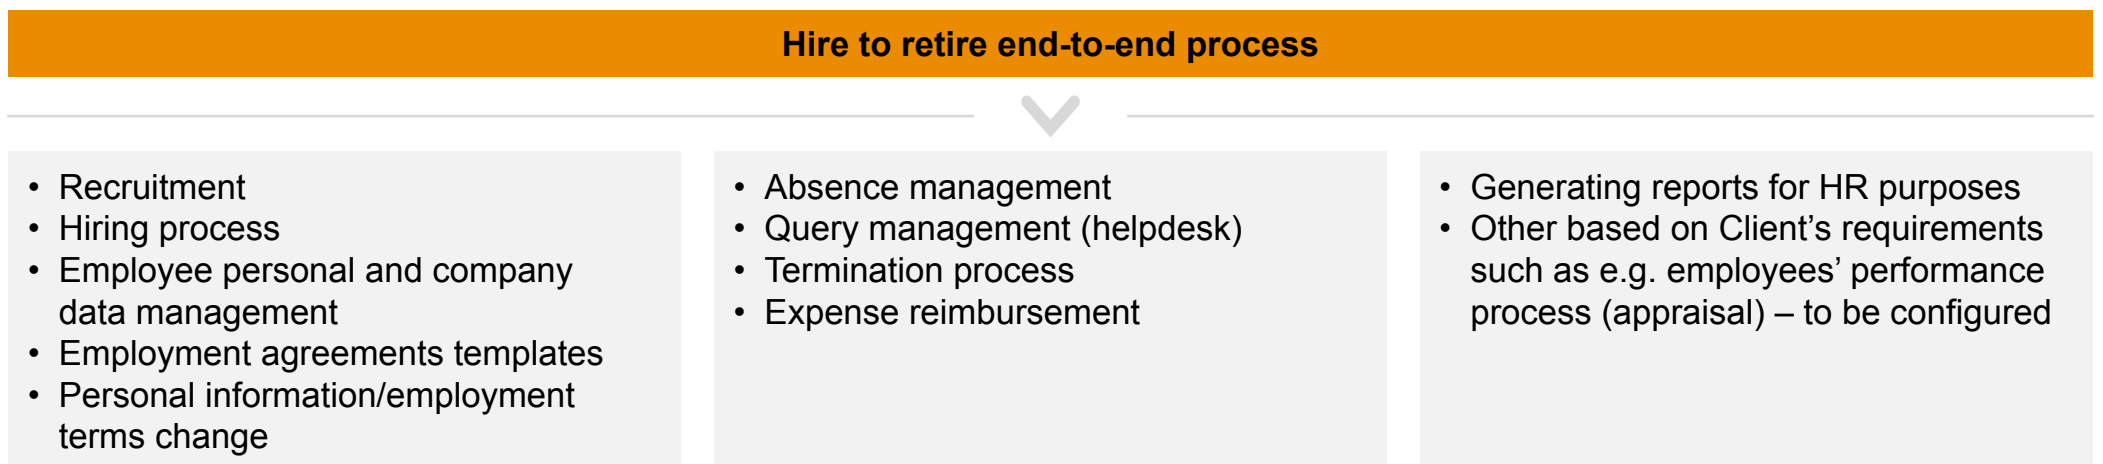 Hire to retire end-to-end process
• Recruitment
• Hiring process
• Employee personal and company
data management
• Employment agreements templates
• Personal information/employment
terms change
• Absence management
• Query management (helpdesk)
• Termination process
• Expense reimbursement
• Generating reports for HR purposes
• Other based on Client’s requirements
such as e.g. employees’ performance
process (appraisal) – to be configured